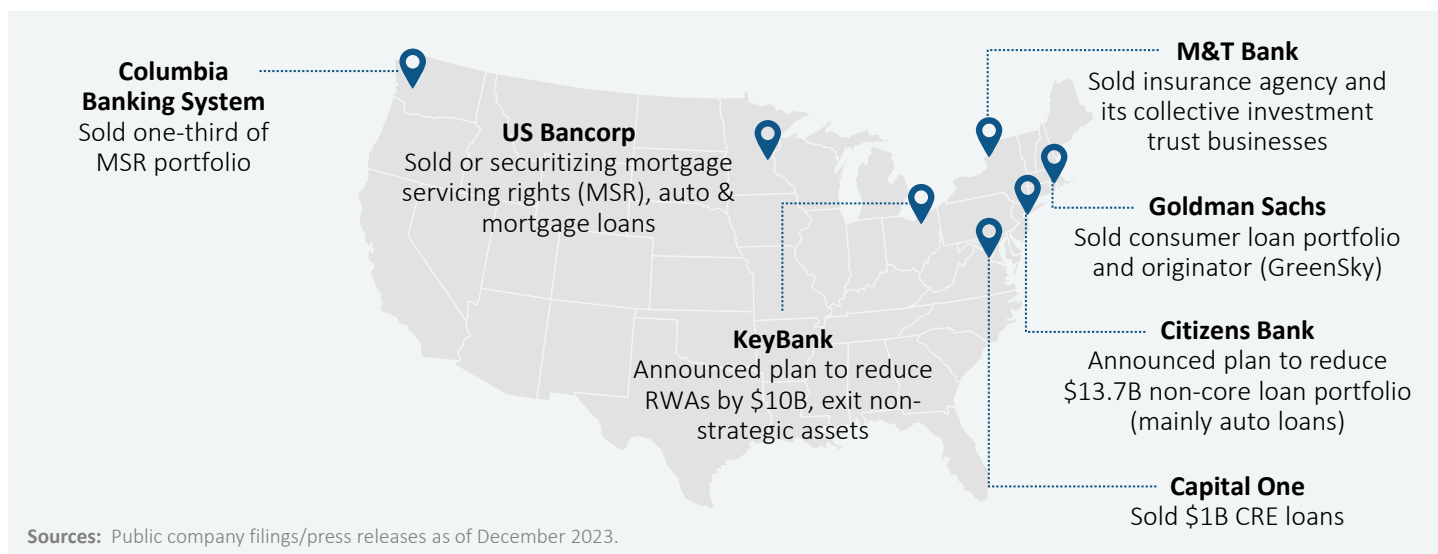 Columbia
Banking System
Sold one-third of
MSR portfolio
US Bancorp
Sold or securitizing mortgage
servicing rights (MSR), auto &
mortgage loans
KeyBank
Announced plan to reduce
RWAs by $10B, exit non-
strategic assets
M&T Bank
Sold insurance agency and
its collective investment
trust businesses
Goldman Sachs
Sold consumer loan portfolio
and originator (GreenSky)
Citizens Bank
Announced plan to reduce
$13.7B non-core loan portfolio
(mainly auto loans)
Capital One
Sold $1B CRE loans
Sources: Public company filings/press releases as of December 2023.